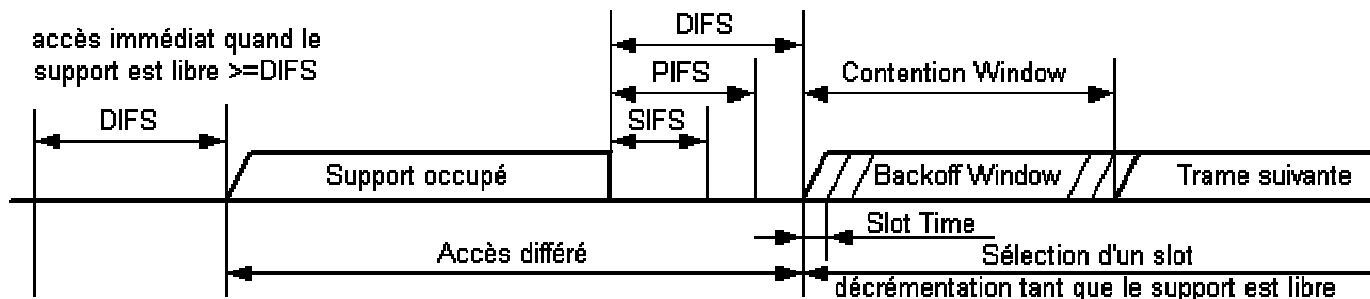 accès immédiat quand le
support est libre >=DIFS
DIFS
DIFS
PIFS
SIFS
Contention Window
Support occupé
Backoff Window
Trame suivante
Slot Time
Accès différé
Sélection d'un slot
décrémentation tant que le support est libre